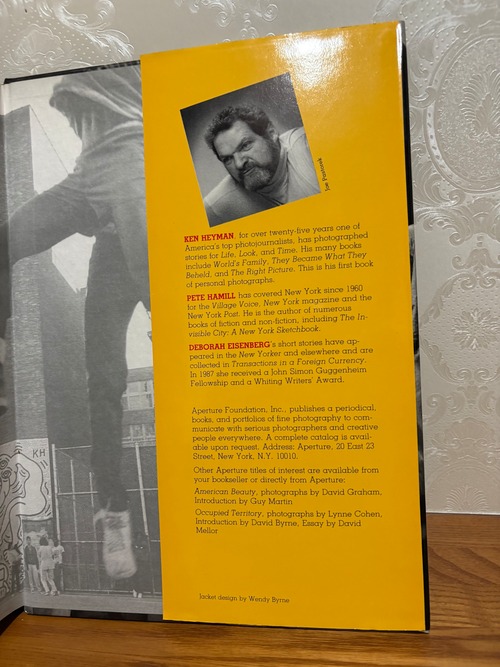 Joe Pastorek
KEN HEYMAN, for over twenty-five years one of
America's top photojournalists, has photographed
stories for Life, Look, and Time. His many books
include World's Family, They Became What They
Beheld, and The Right Picture. This is his first book
of personal photographs.
PETE HAMILL has covered New York since 1960
for the Village Voice, New York magazine and the
New York Post. He is the author of numerous
books of fiction and non-fiction, including The In-
visible City: A New York Sketchbook.
DEBORAH EISENBERG's short stories have ap-
peared in the New Yorker and elsewhere and are
collected in Transactions in a Foreign Currency.
In 1987 she received a John Simon Guggenheim
Fellowship and a Whiting Writers' Award.
Aperture Foundation, Inc., publishes a periodical,
books, and portfolios of fine photography to com-
municate with serious photographers and creative
people everywhere. A complete catalog is avail-
able upon request. Address: Aperture, 20 East 23
Street, New York, N.Y. 10010.
Other Aperture titles of interest are available from
your bookseller or directly from Aperture:
American Beauty, photographs by David Graham,
Introduction by Guy Martin
Occupied Territory, photographs by Lynne Cohen,
Introduction by David Byrne, Essay by David
Mellor
KH
Jacket design by Wendy Byrne